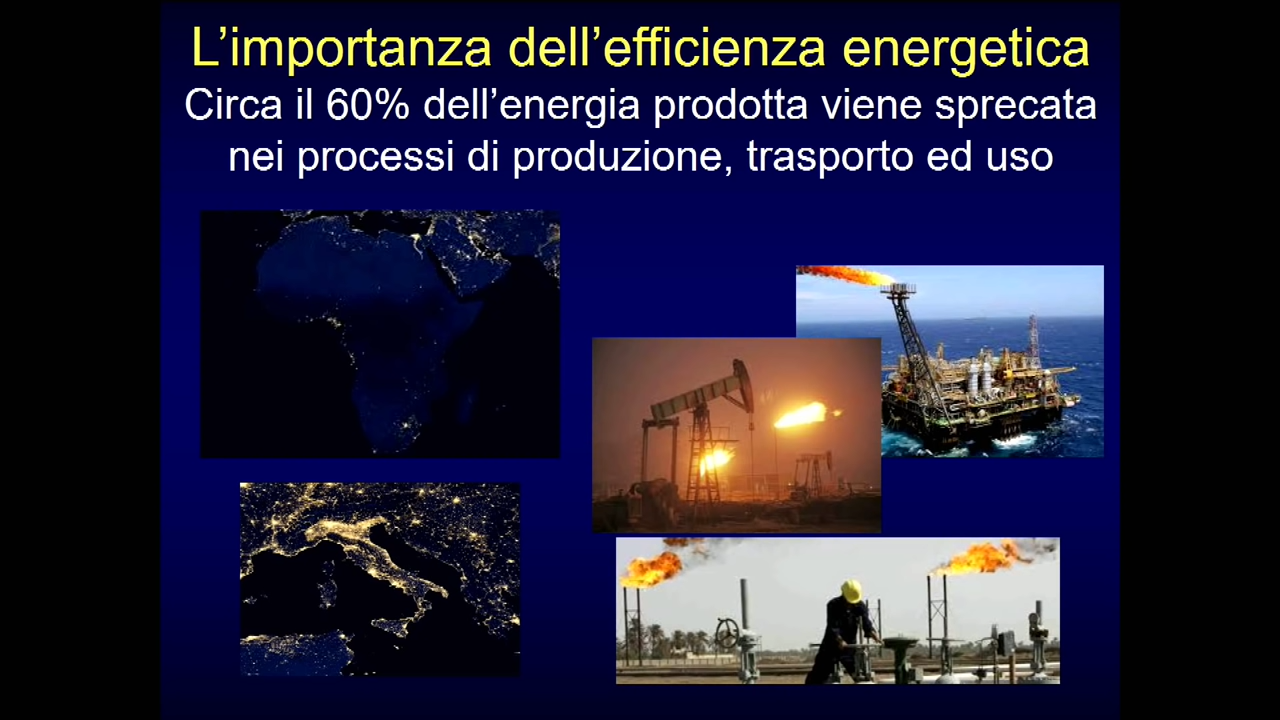 L’importanza dell’efficienza energetica
Circa il 60% dell’energia prodotta viene sprecata
nei processi di produzione, trasporto ed uso